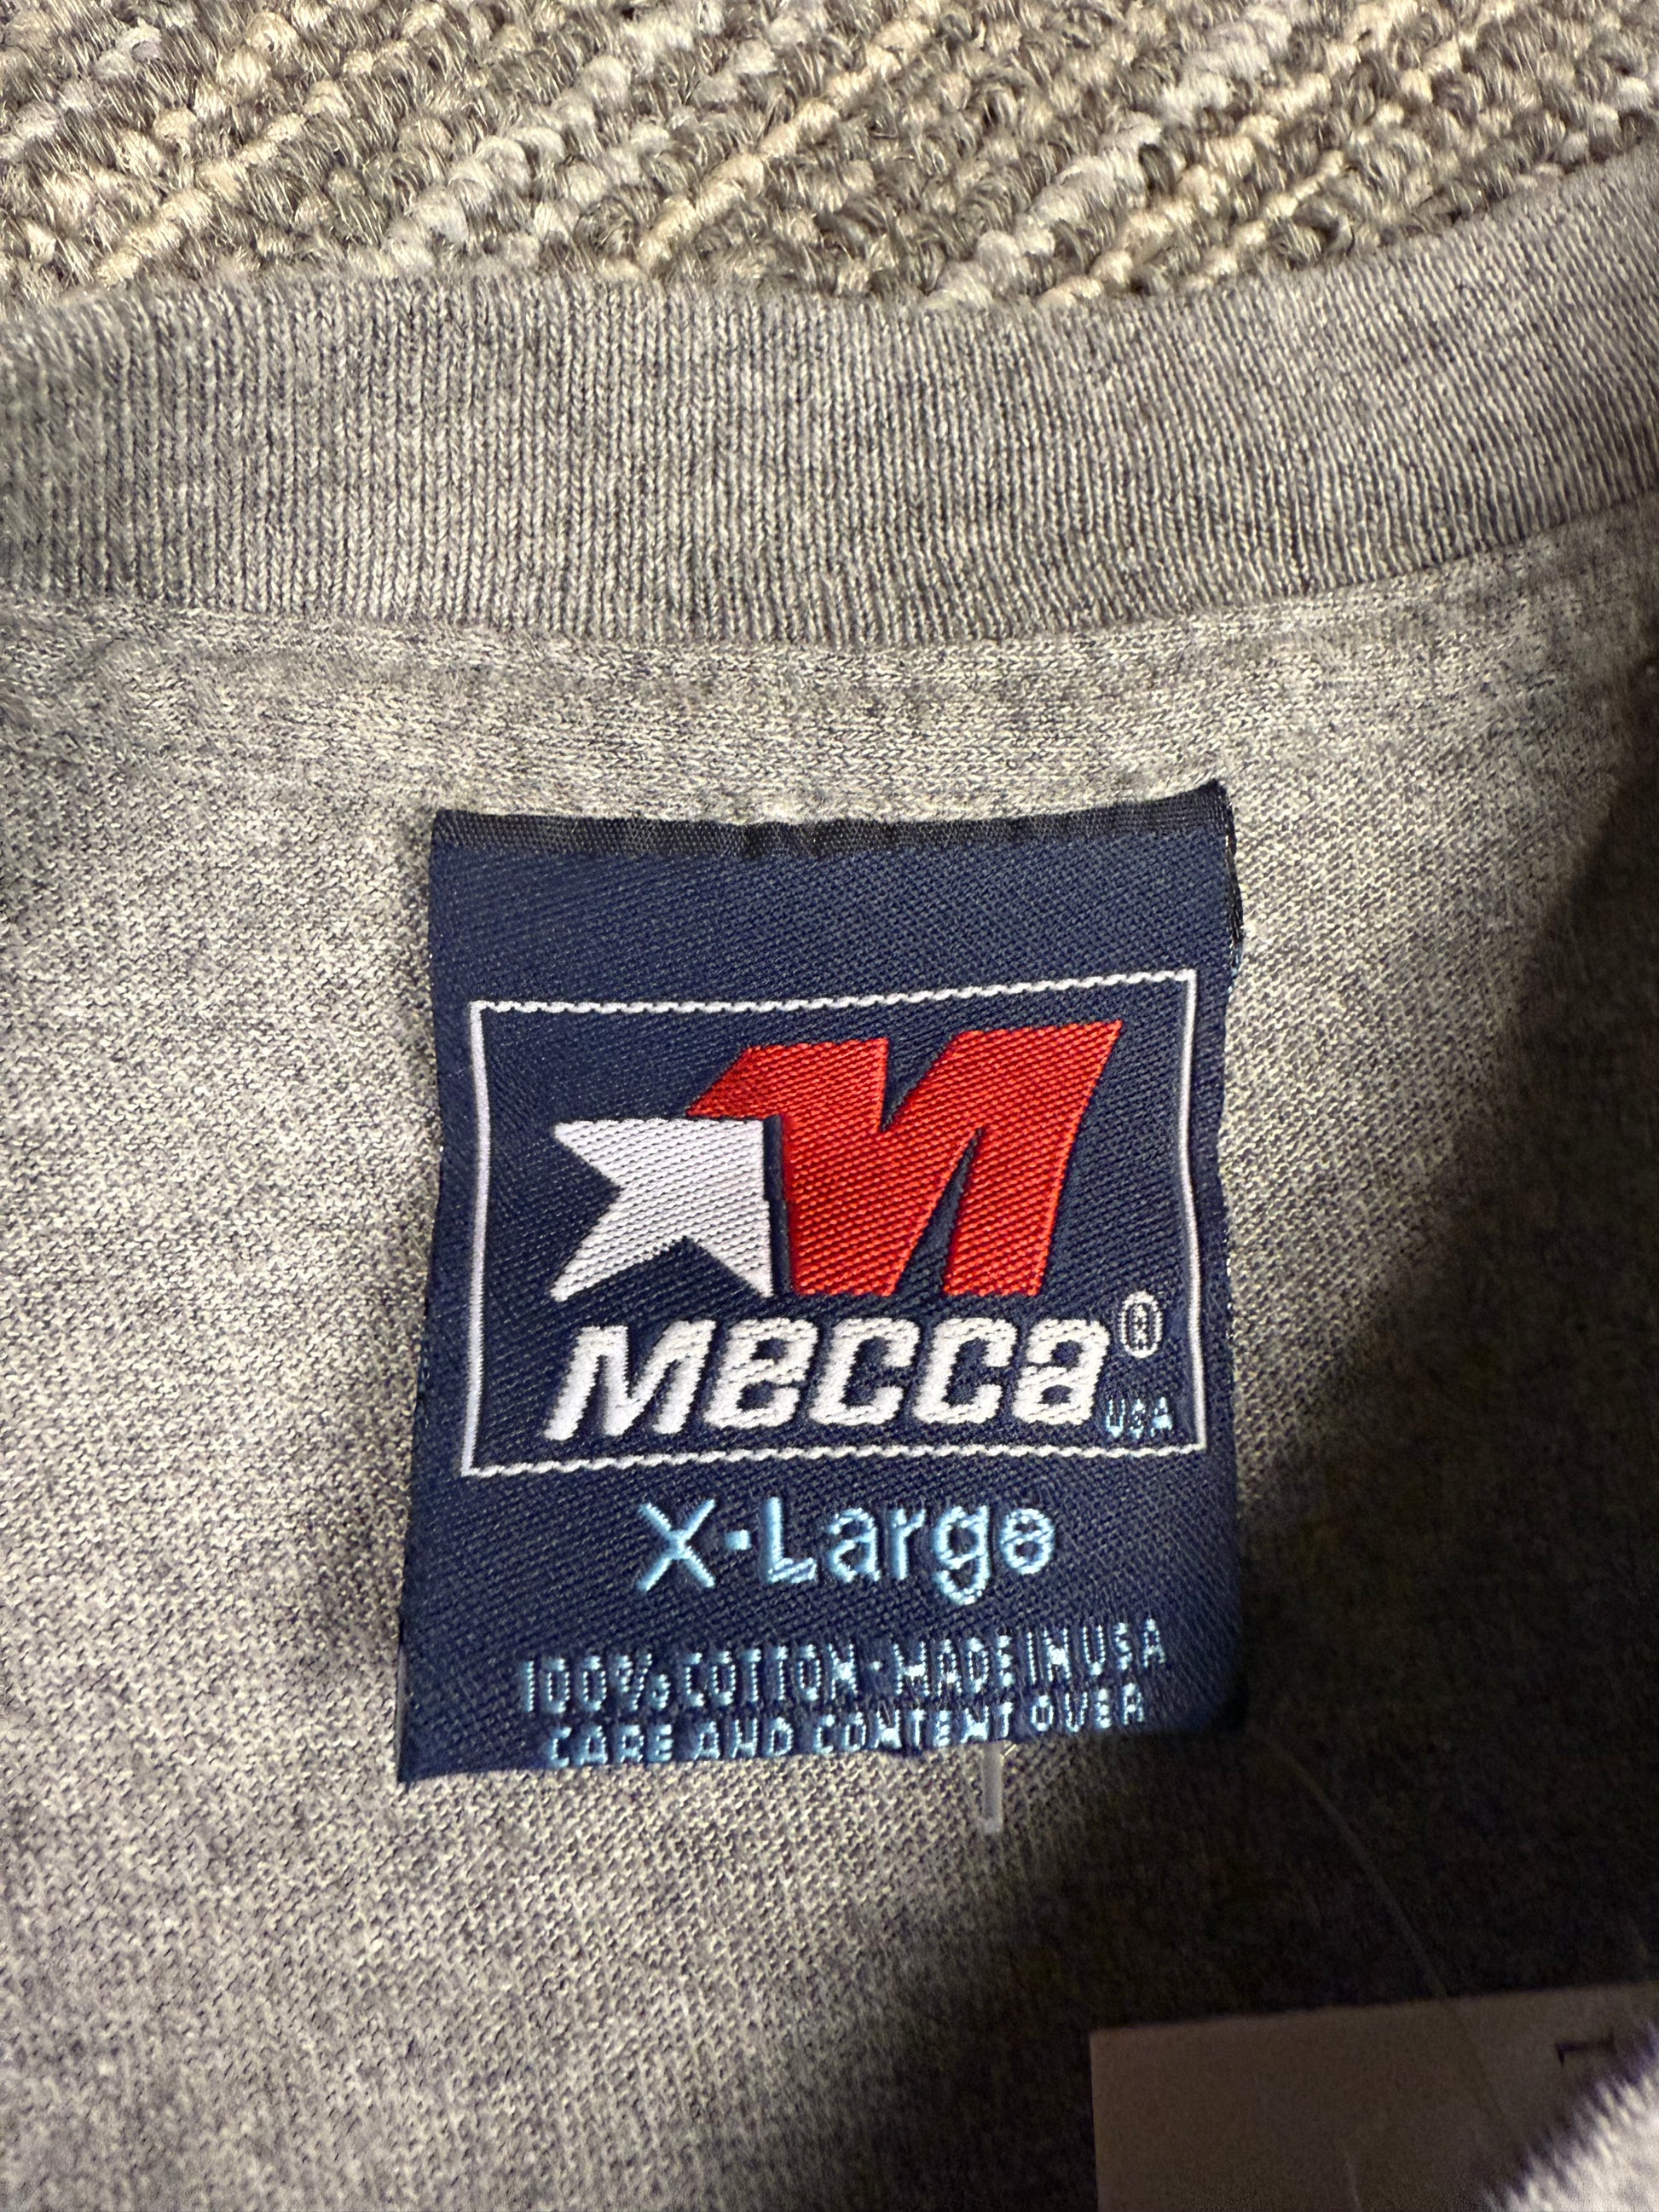 M
Mecca®
USA
X-Large
100% COTTON · MADE IN USA
CARE AND CONTENT OVER